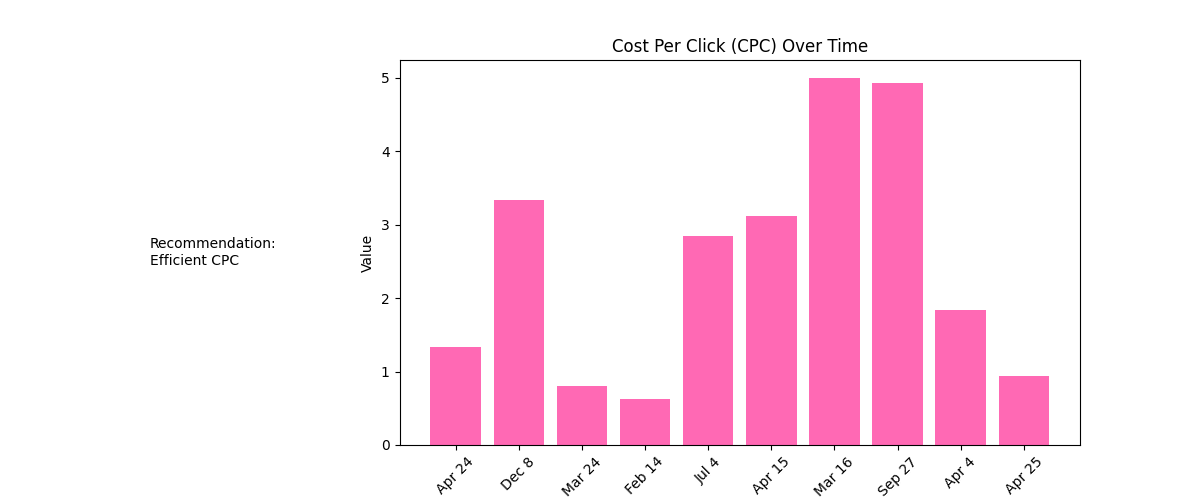 Cost Per Click (CPC) Over Time
Recommendation:
Efficient CPC
Value
5
4
3
2
1
0
Apr 24
Dec 8
Mar 24
Feb 14
Jul 4
Apr 15
Mar 16
Sep 27
Apr 4
Apr 25